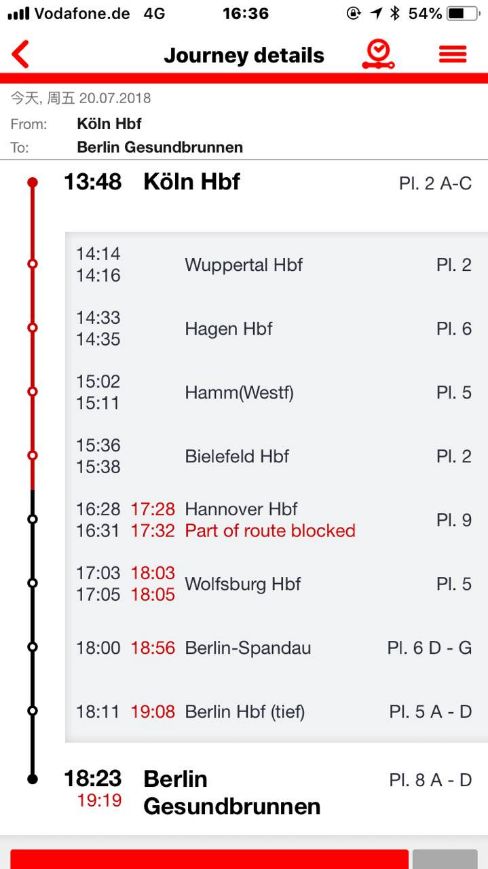 Vodafone.de 4G 16:36 54%
Journey details
今天, 周五 20.07.2018
From: Köln Hbf
To: Berlin Gesundbrunnen
13:48 Köln Hbf Pl. 2 A-C
14:14
14:16 Wuppertal Hbf Pl. 2
14:33
14:35 Hagen Hbf Pl. 6
15:02
15:11 Hamm(Westf) Pl. 5
15:36
15:38 Bielefeld Hbf Pl. 2
16:28 17:28 Hannover Hbf Pl. 9
16:31 17:32 Part of route blocked
17:03 18:03
17:05 18:05 Wolfsburg Hbf Pl. 5
18:00 18:56 Berlin-Spandau Pl. 6 D - G
18:11 19:08 Berlin Hbf (tief) Pl. 5 A - D
18:23 Berlin Pl. 8 A - D
19:19 Gesundbrunnen